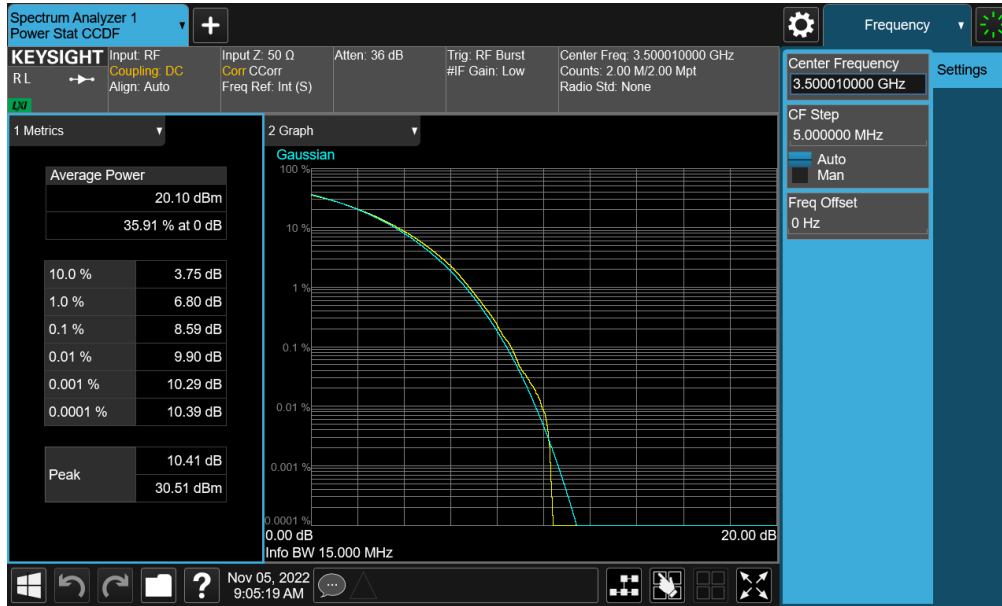 Spectrum Analyzer 1
Power Stat CCDF
Frequency
KEYSIGHT
R L
LXI
Input: RF
Coupling: DC
Align: Auto
Input Z: 50 Ω
Corr CCorr
Freq Ref: Int (S)
Atten: 36 dB
Trig: RF Burst
#IF Gain: Low
Center Freq: 3.500010000 GHz
Counts: 2.00 M/2.00 Mpt
Radio Std: None
Center Frequency
3.500010000 GHz
Settings
CF Step
5.000000 MHz
Auto
Man
Freq Offset
0 Hz
1 Metrics
Average Power
20.10 dBm
35.91 % at 0 dB
10.0 % 3.75 dB
1.0 % 6.80 dB
0.1 % 8.59 dB
0.01 % 9.90 dB
0.001 % 10.29 dB
0.0001 % 10.39 dB
Peak
10.41 dB
30.51 dBm
2 Graph
Gaussian
100 %
10 %
1 %
0.1 %
0.01 %
0.001 %
0.0001 %
0.00 dB 20.00 dB
Info BW 15.000 MHz
?
Nov 05, 2022
9:05:19 AM